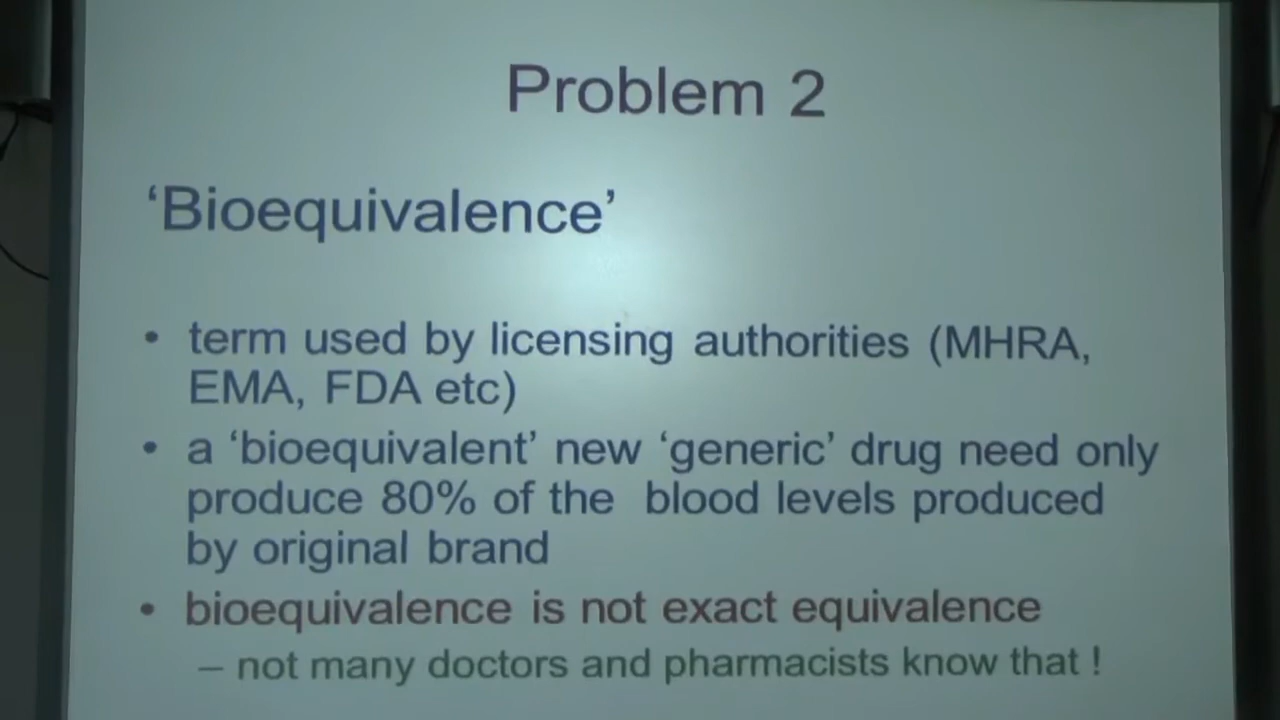 Problem 2
‘Bioequivalence’
• term used by licensing authorities (MHRA,
EMA, FDA etc)
• a ‘bioequivalent’ new ‘generic’ drug need only
produce 80% of the blood levels produced
by original brand
• bioequivalence is not exact equivalence
– not many doctors and pharmacists know that !